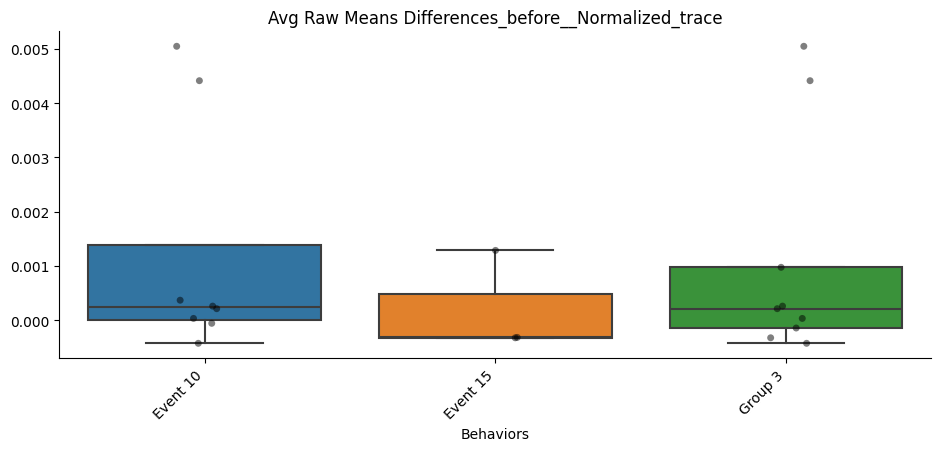 Avg Raw Means Differences_before__Normalized_trace
0.005
0.004
0.003
0.002
0.001
0.000
Event 10
Event 15
Group 3
Behaviors